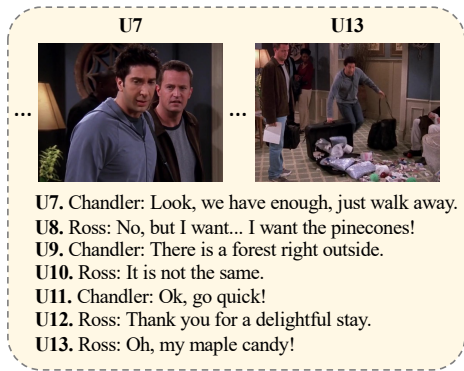 U7 U13
... ...
U7. Chandler: Look, we have enough, just walk away.
U8. Ross: No, but I want... I want the pinecones!
U9. Chandler: There is a forest right outside.
U10. Ross: It is not the same.
U11. Chandler: Ok, go quick!
U12. Ross: Thank you for a delightful stay.
U13. Ross: Oh, my maple candy!